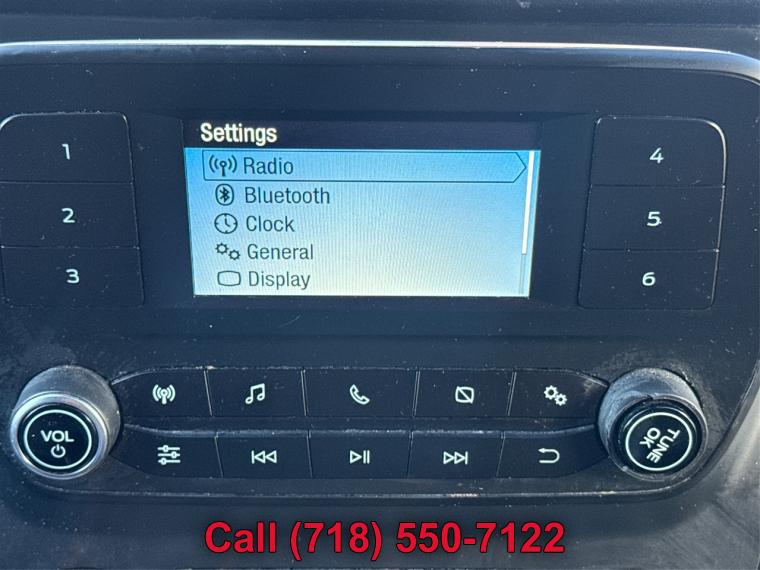 Settings
1
Radio
4
Bluetooth
2
Clock
5
General
3
Display
6
VOL
TUNE
OK
Call (718) 550-7122